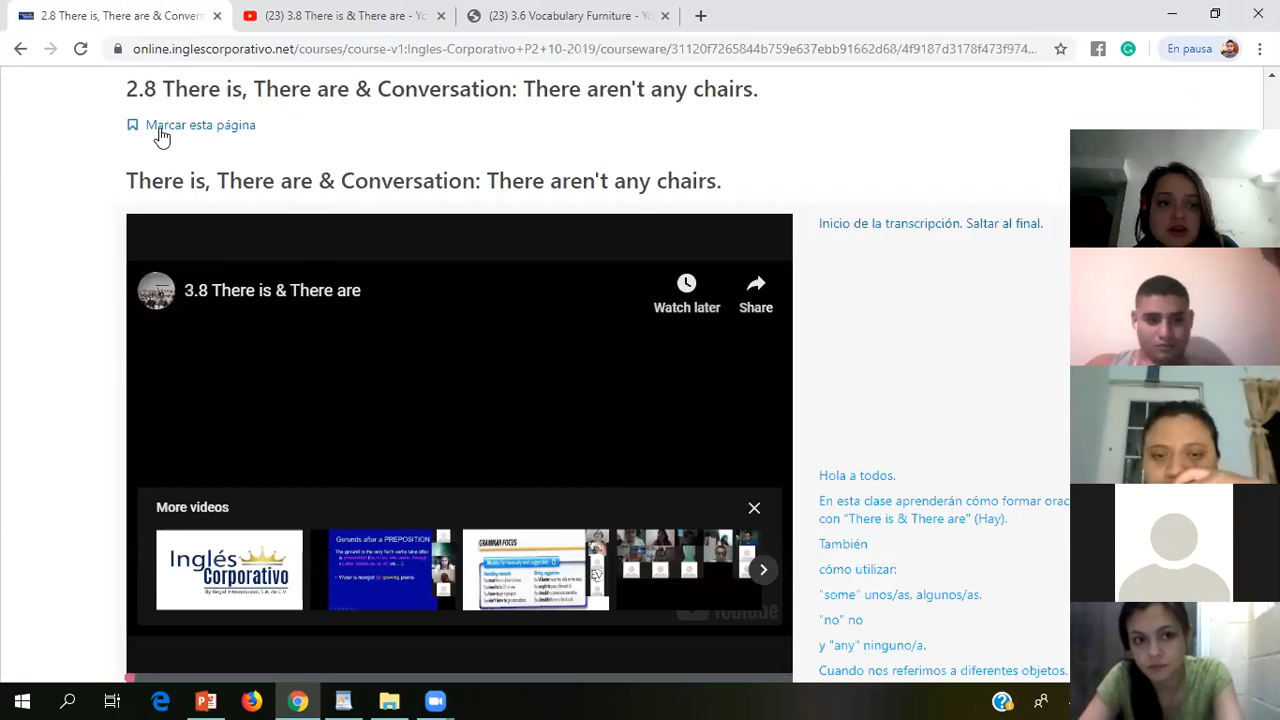 2.8 There is, There are & Conver
(23) 3.8 There is & There are - Yo
(23) 3.6 Vocabulary Furniture - Yo
online.inglescorporativo.net/courses/course-v1:Ingles-Corporativo+P2+10-2019/courseware/31120f7265844b759e637ebb91662d68/4f9187d3178f473f974...
En pausa
2.8 There is, There are & Conversation: There aren't any chairs.
Marcar esta página
There is, There are & Conversation: There aren't any chairs.
3.8 There is & There are
Watch later
Share
Inicio de la transcripción. Saltar al final.
Hola a todos.
En esta clase aprenderán cómo formar orac
con "There is & There are" (Hay).
También
cómo utilizar:
"some" unos/as, algunos/as.
"no" no
y "any" ninguno/a.
Cuando nos referimos a diferentes objetos.
More videos
Inglés
Corporativo
Gerunds after a PREPOSITION
GRAMMAR FOCUS
YouTube